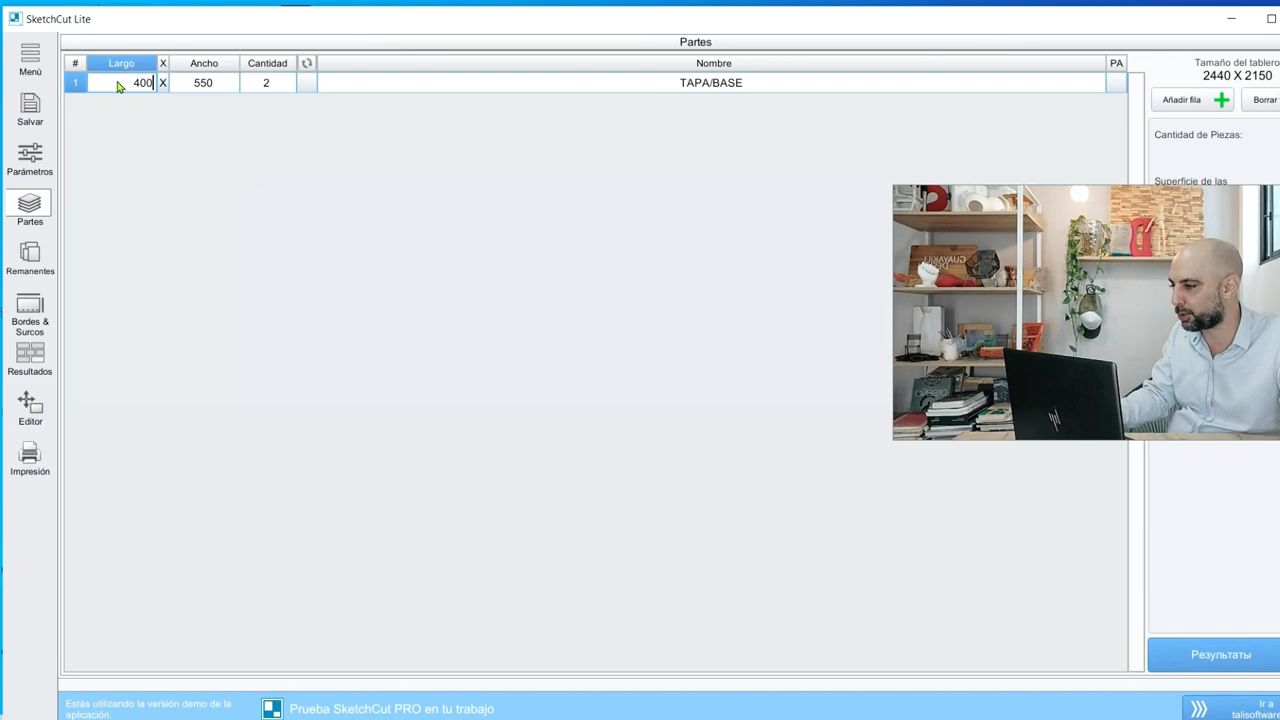 SketchCut Lite
Partes
Menú
Salvar
Parámetros
Partes
Remanentes
Bordes &
Surcos
Resultados
Editor
Impresión
# Largo X Ancho Cantidad Nombre PA
1 400 X 550 2 TAPA/BASE
Tamaño del tablero
2440 X 2150
Añadir fila
Borrar
Cantidad de Piezas:
Superficie de las
Результаты
Estás utilizando la versión demo de la
aplicación.
Prueba SketchCut PRO en tu trabajo
Ir a
talisoftware